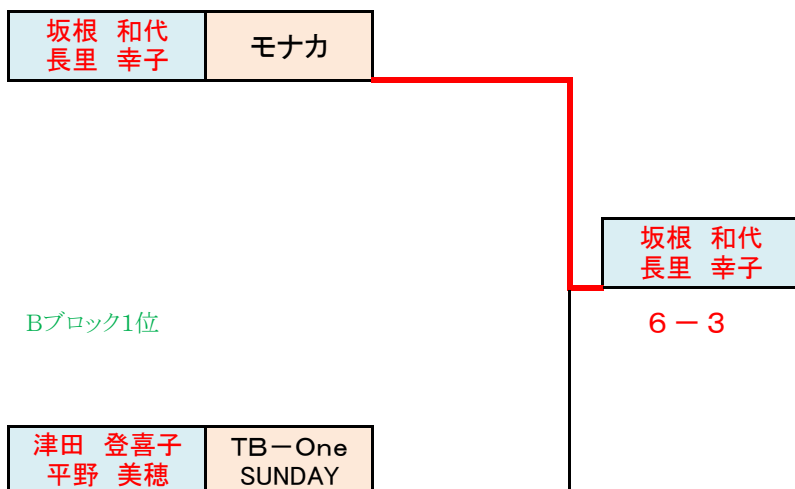 坂根　和代
長里　幸子
モナカ
坂根　和代
長里　幸子
６－３
Bブロック1位
津田　登喜子
平野　美穂
TB－One
SUNDAY